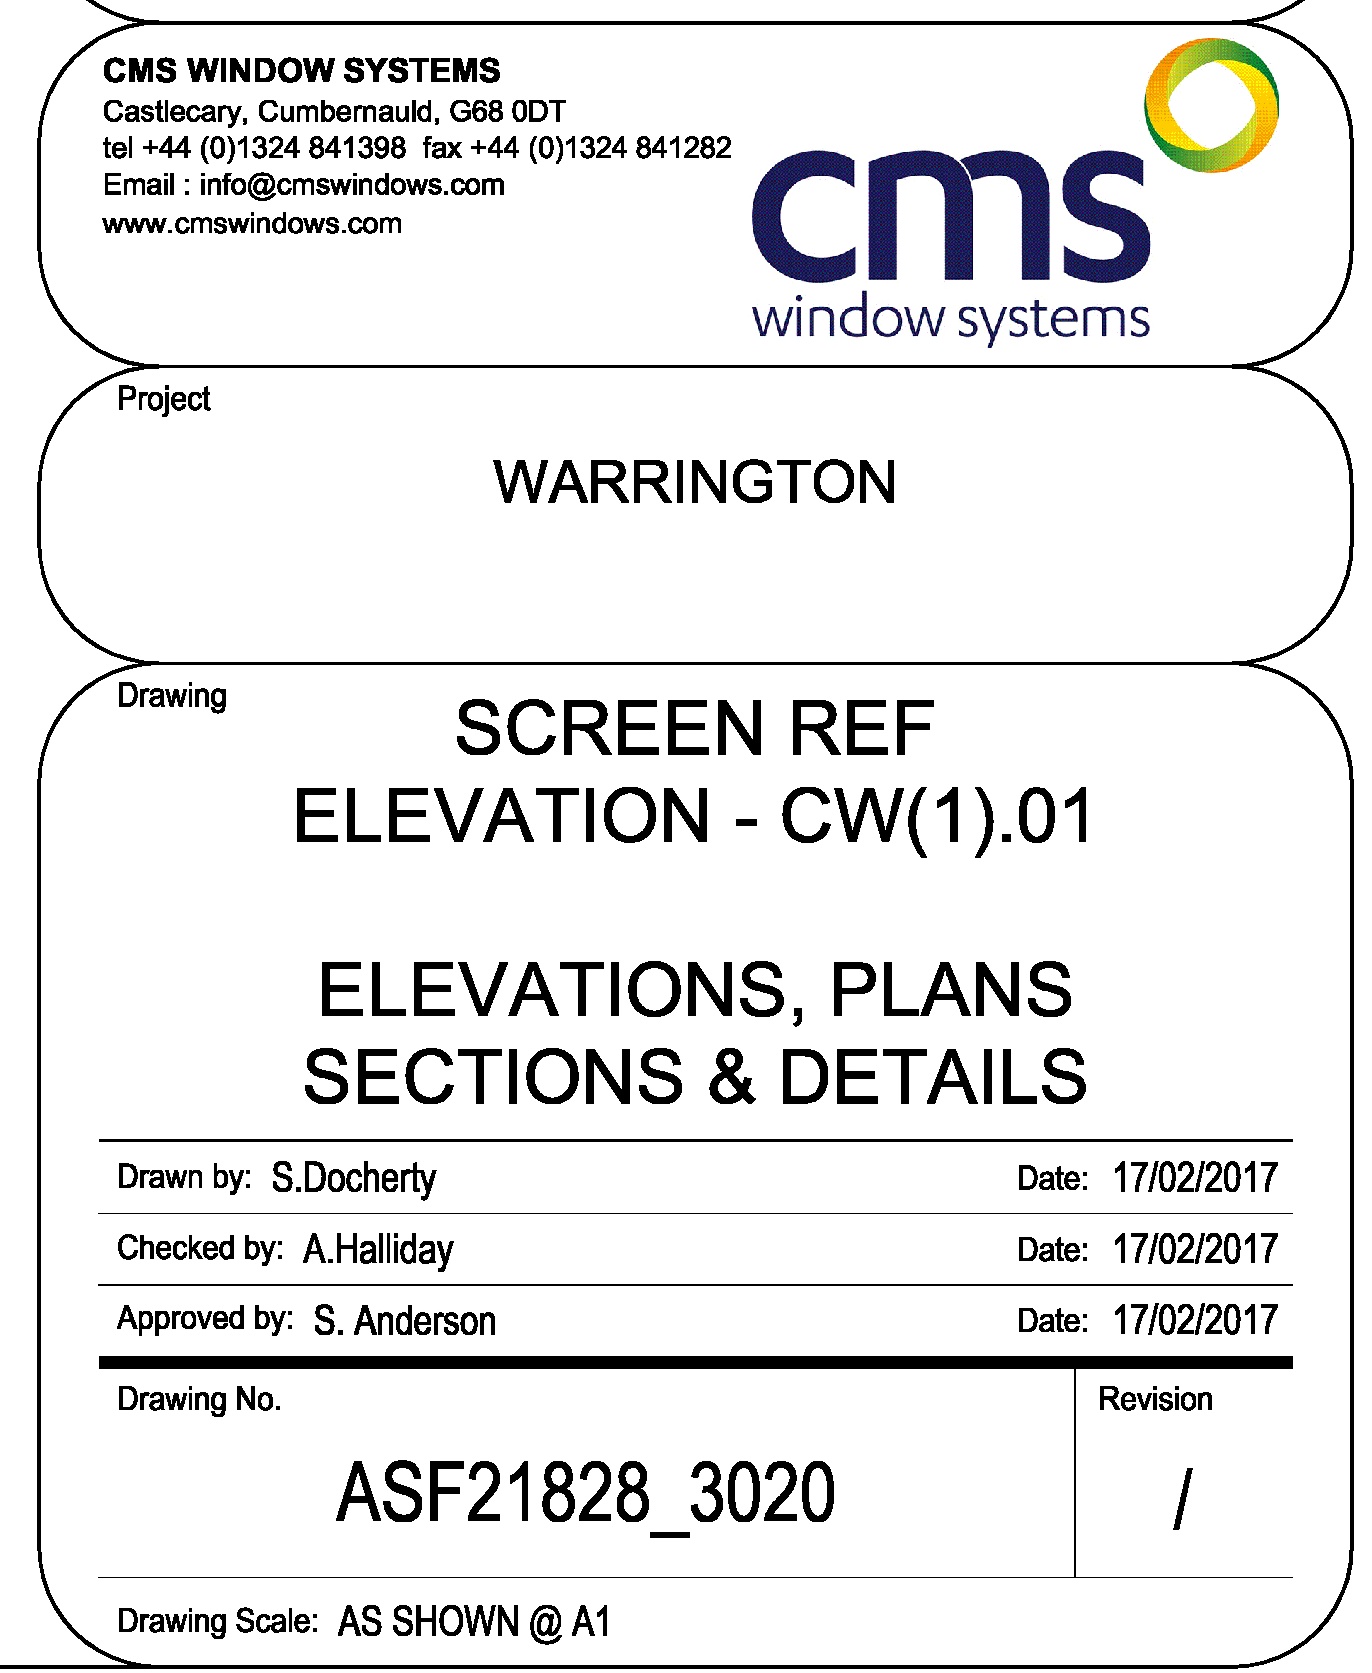 CMS WINDOW SYSTEMS
Castlecary, Cumbernauld, G68 0DT
tel +44 (0)1324 841398  fax +44 (0)1324 841282
Email : info@cmswindows.com
www.cmswindows.com
cms
window systems
Project
WARRINGTON
Drawing
SCREEN REF
ELEVATION - CW(1).01
ELEVATIONS, PLANS
SECTIONS & DETAILS
Drawn by: S.Docherty Date: 17/02/2017
Checked by: A.Halliday Date: 17/02/2017
Approved by: S. Anderson Date: 17/02/2017
Drawing No. Revision
ASF21828_3020 /
Drawing Scale: AS SHOWN @ A1